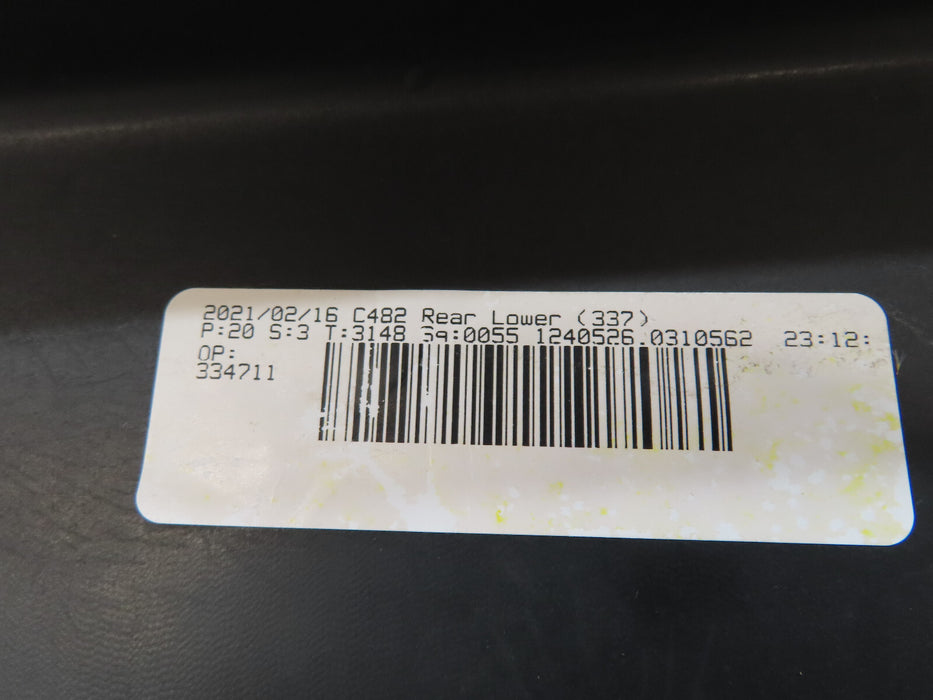 2021/02/16 C482 Rear Lower (337)
P:20 S:3 T:3148 Sq:0055 1240526.0310562 23:12:
OP:
334711